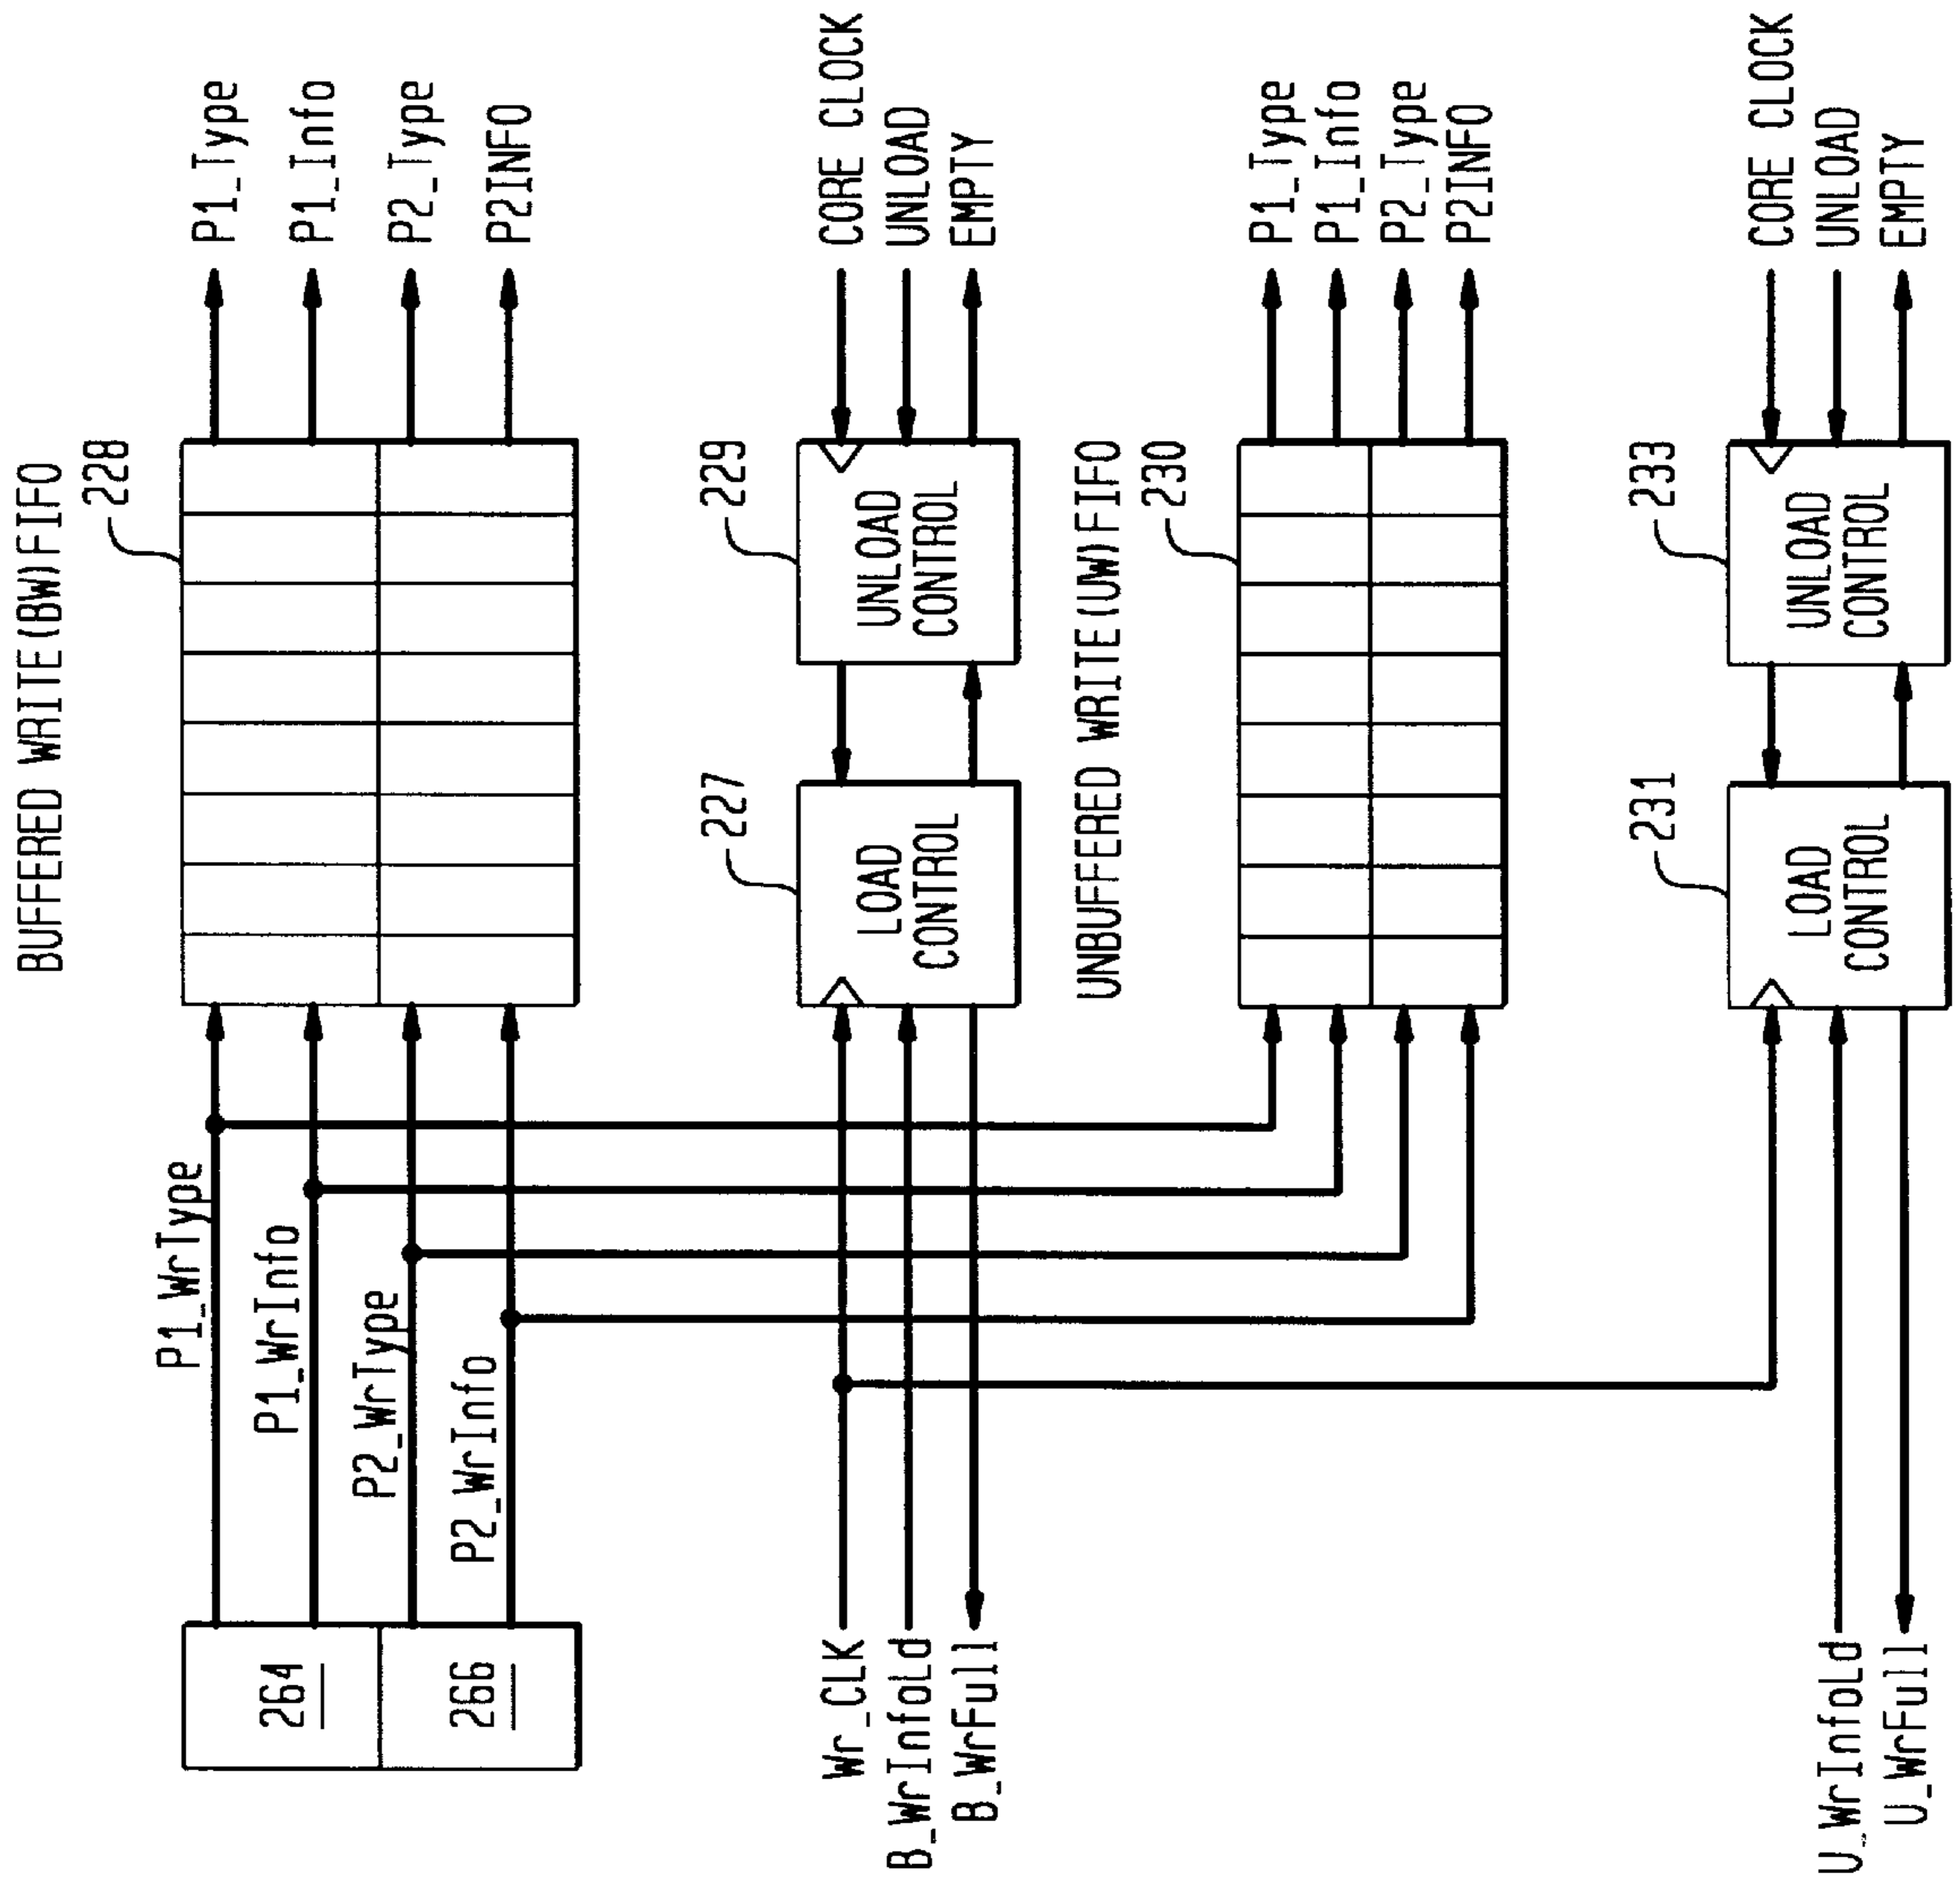 BUFFERED WRITE(BW)FIFO
228
P1_WrType
P1_WrInfo
P2_WrType
P2_WrInfo
264
266
P1_Type
P1_Info
P2_Type
P2INFO
227
LOAD
CONTROL
229
UNLOAD
CONTROL
Wr_CLK
B_WrInfoLd
B_WrFull
CORE CLOCK
UNLOAD
EMPTY
UNBUFFERED WRITE(UW)FIFO
230
P1_Type
P1_Info
P2_Type
P2INFO
231
LOAD
CONTROL
233
UNLOAD
CONTROL
U_WrInfoLd
U_WrFull
CORE CLOCK
UNLOAD
EMPTY